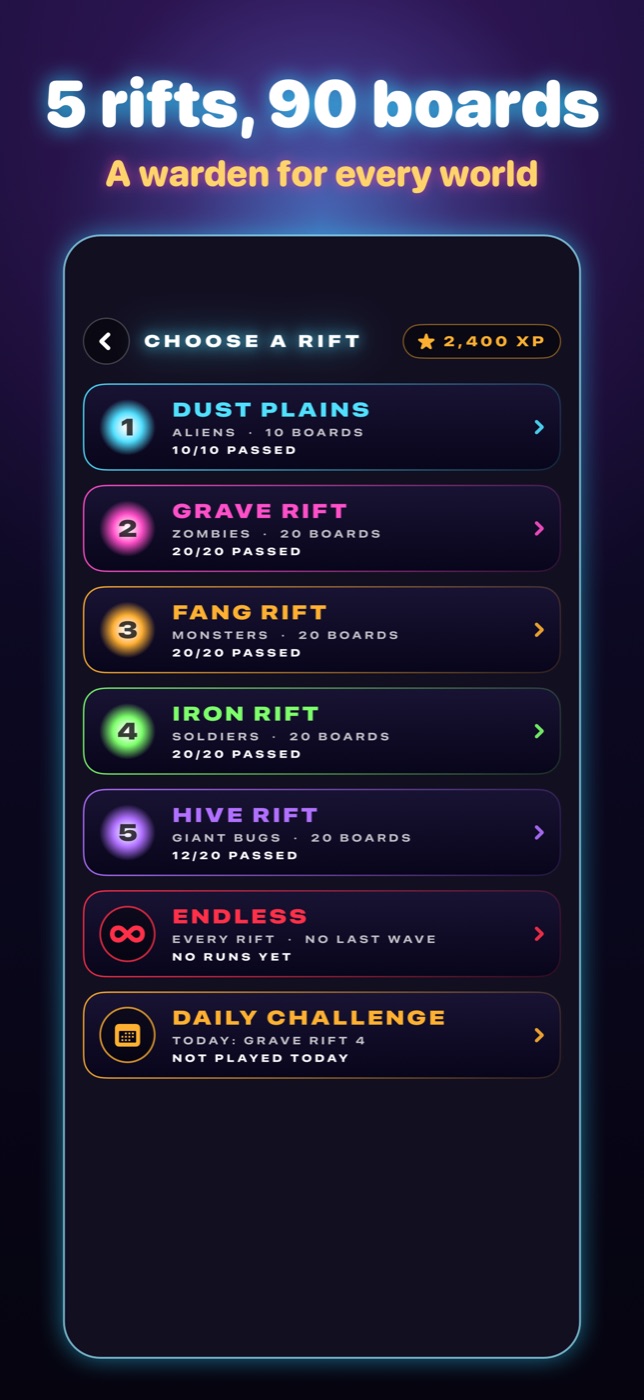 5 rifts, 90 boards
A warden for every world
CHOOSE A RIFT
2,400 XP
1
DUST PLAINS
ALIENS · 10 BOARDS
10/10 PASSED
2
GRAVE RIFT
ZOMBIES · 20 BOARDS
20/20 PASSED
3
FANG RIFT
MONSTERS · 20 BOARDS
20/20 PASSED
4
IRON RIFT
SOLDIERS · 20 BOARDS
20/20 PASSED
5
HIVE RIFT
GIANT BUGS · 20 BOARDS
12/20 PASSED
ENDLESS
EVERY RIFT · NO LAST WAVE
NO RUNS YET
DAILY CHALLENGE
TODAY: GRAVE RIFT 4
NOT PLAYED TODAY